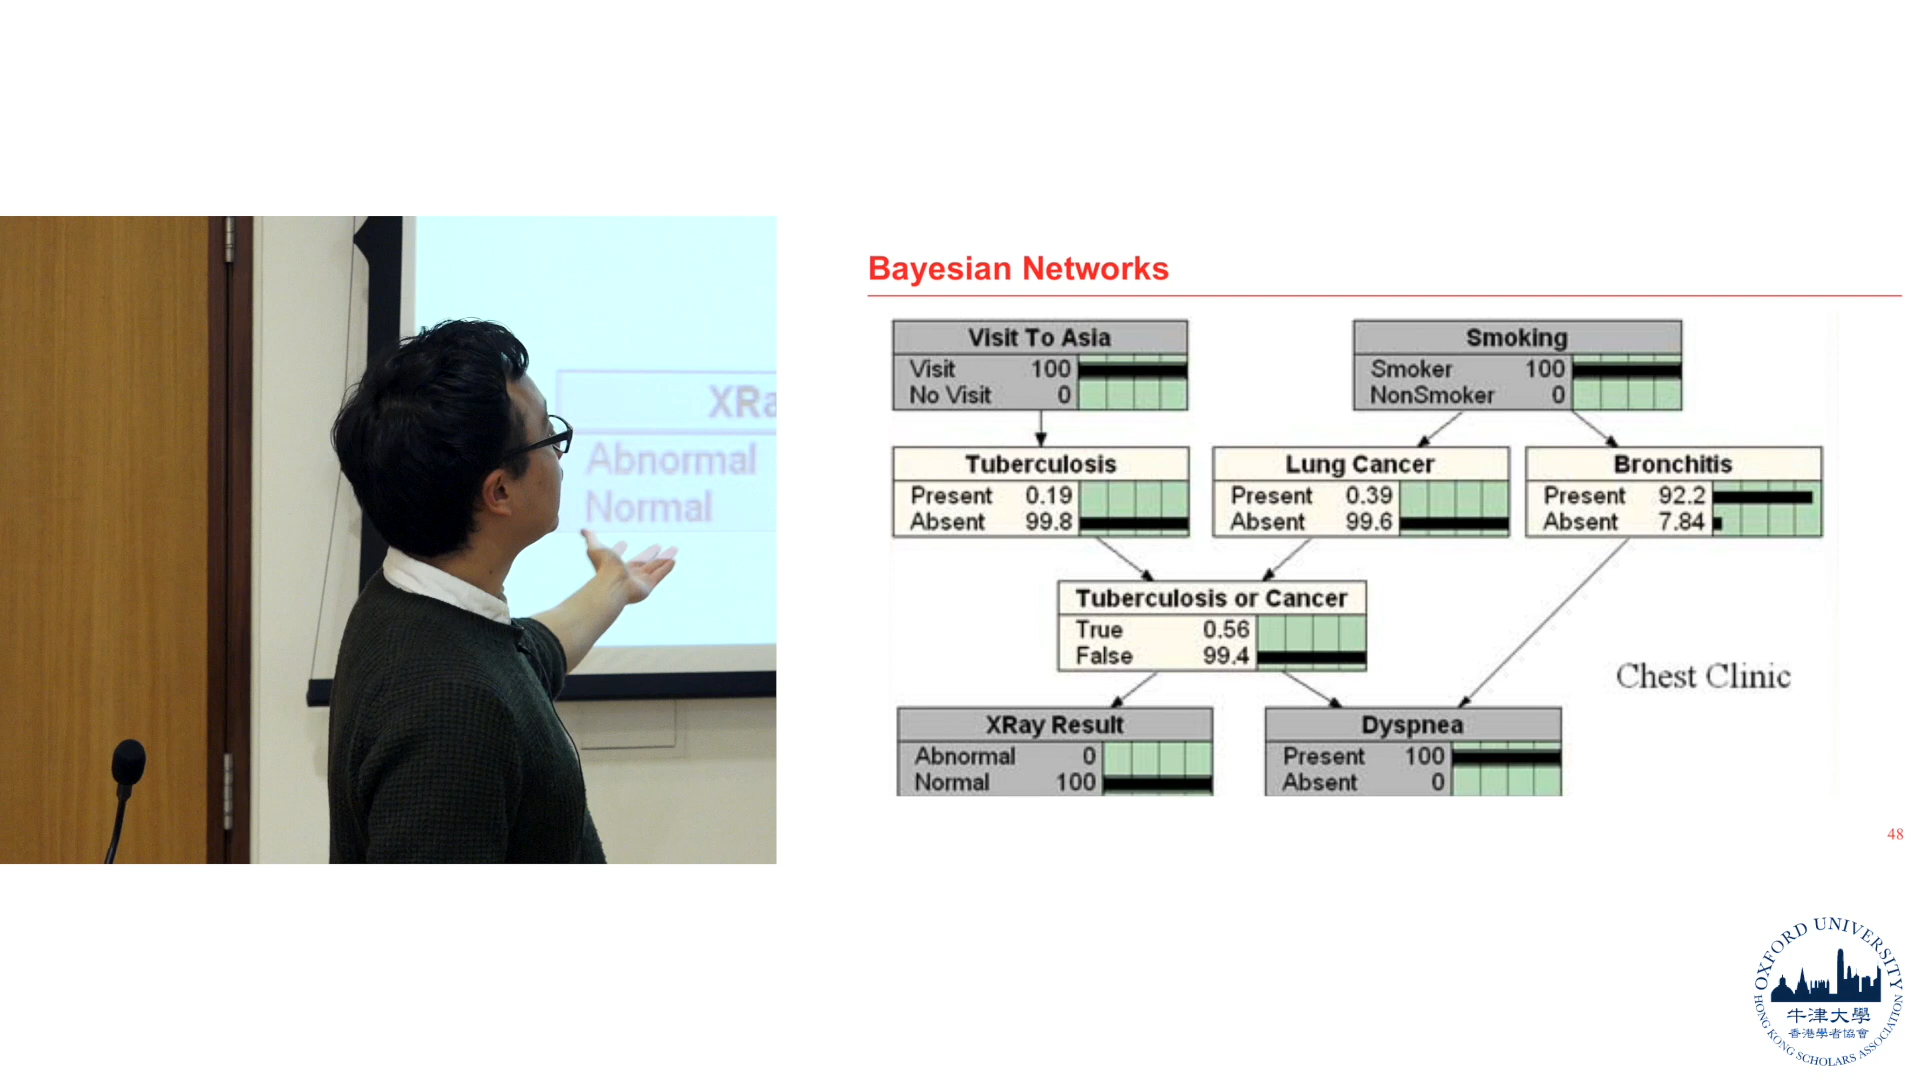 XRa
Abnormal
Normal
Bayesian Networks
Visit To Asia
Visit 100
No Visit 0
Smoking
Smoker 100
NonSmoker 0
Tuberculosis
Present 0.19
Absent 99.8
Lung Cancer
Present 0.39
Absent 99.6
Bronchitis
Present 92.2
Absent 7.84
Tuberculosis or Cancer
True 0.56
False 99.4
Chest Clinic
XRay Result
Abnormal 0
Normal 100
Dyspnea
Present 100
Absent 0
48
OXFORD UNIVERSITY
牛津大學
香港學者協會
HONG KONG SCHOLARS ASSOCIATION